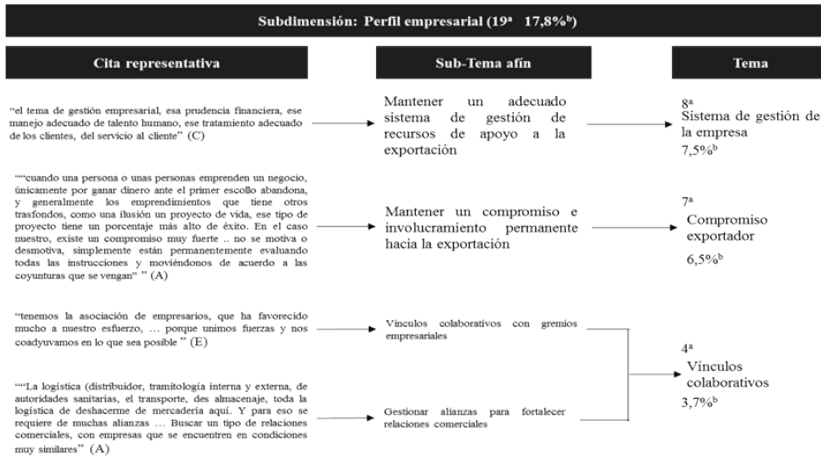 Subdimensión: Perfil empresarial (19ª 17,8%ᵇ)
Cita representativa
Sub-Tema afín
Tema
“el tema de gestión empresarial, esa prudencia financiera, ese
manejo adecuado de talento humano, ese tratamiento adecuado
de los clientes, del servicio al cliente” (C)
Mantener un adecuado
sistema de gestión de
recursos de apoyo a la
exportación
8ª
Sistema de gestión de
la empresa
7,5%ᵇ
““cuando una persona o unas personas emprenden un negocio,
únicamente por ganar dinero ante el primer escollo abandona,
y generalmente los emprendimientos que tiene otros
trasfondos, como una ilusión un proyecto de vida, ese tipo de
proyecto tiene un porcentaje más alto de éxito. En el caso
nuestro, existe un compromiso muy fuerte .. no se motiva o
desmotiva, simplemente están permanentemente evaluando
todas las instrucciones y moviéndonos de acuerdo a las
coyunturas que se vengan” ” (A)
Mantener un compromiso e
involucramiento permanente
hacia la exportación
7ª
Compromiso
exportador
6,5%ᵇ
“tenemos la asociación de empresarios, que ha favorecido
mucho a nuestro esfuerzo, … porque unimos fuerzas y nos
coadyuvamos en lo que sea posible ” (E)
Vínculos colaborativos con gremios
empresariales
““La logística (distribuidor, tramitología interna y externa, de
autoridades sanitarias, el transporte, des almacenaje, toda la
logística de deshacerme de mercadería aquí. Y para eso se
requiere de muchas alianzas … Buscar un tipo de relaciones
comerciales, con empresas que se encuentren en condiciones
muy similares” (A)
Gestionar alianzas para fortalecer
relaciones comerciales
4ª
Vínculos
colaborativos
3,7%ᵇ